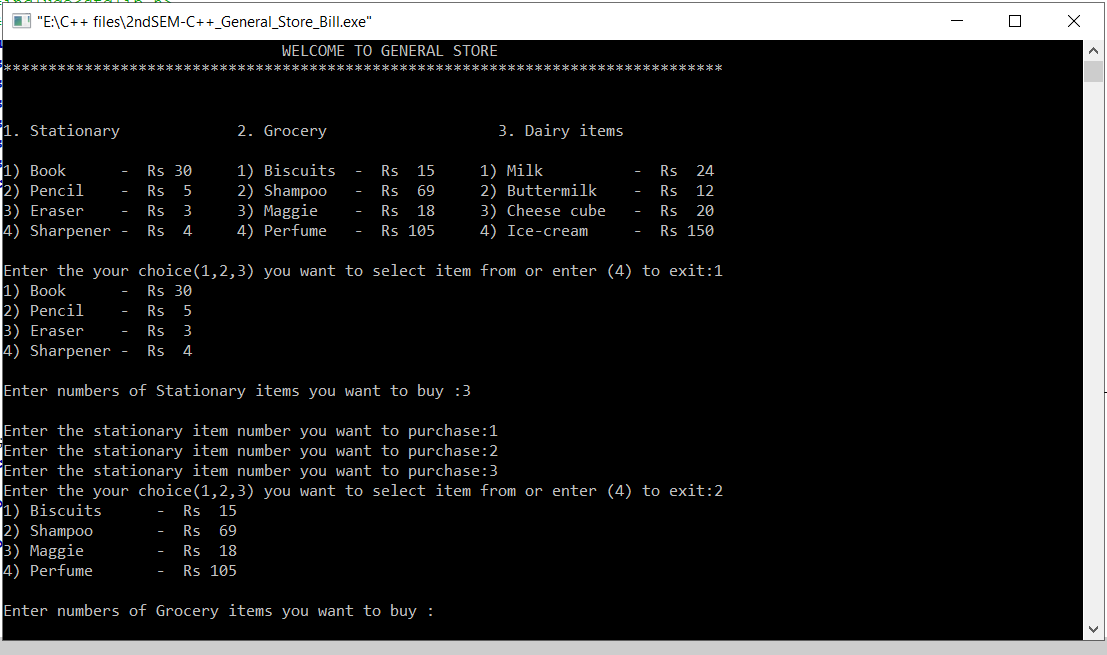 "E:\C++ files\2ndSEM-C++_General_Store_Bill.exe"
WELCOME TO GENERAL STORE
********************************************************************************
1. Stationary 2. Grocery 3. Dairy items
1) Book - Rs 30 1) Biscuits - Rs 15 1) Milk - Rs 24
2) Pencil - Rs 5 2) Shampoo - Rs 69 2) Buttermilk - Rs 12
3) Eraser - Rs 3 3) Maggie - Rs 18 3) Cheese cube - Rs 20
4) Sharpener - Rs 4 4) Perfume - Rs 105 4) Ice-cream - Rs 150
Enter the your choice(1,2,3) you want to select item from or enter (4) to exit:1
1) Book - Rs 30
2) Pencil - Rs 5
3) Eraser - Rs 3
4) Sharpener - Rs 4
Enter numbers of Stationary items you want to buy :3
Enter the stationary item number you want to purchase:1
Enter the stationary item number you want to purchase:2
Enter the stationary item number you want to purchase:3
Enter the your choice(1,2,3) you want to select item from or enter (4) to exit:2
1) Biscuits - Rs 15
2) Shampoo - Rs 69
3) Maggie - Rs 18
4) Perfume - Rs 105
Enter numbers of Grocery items you want to buy :